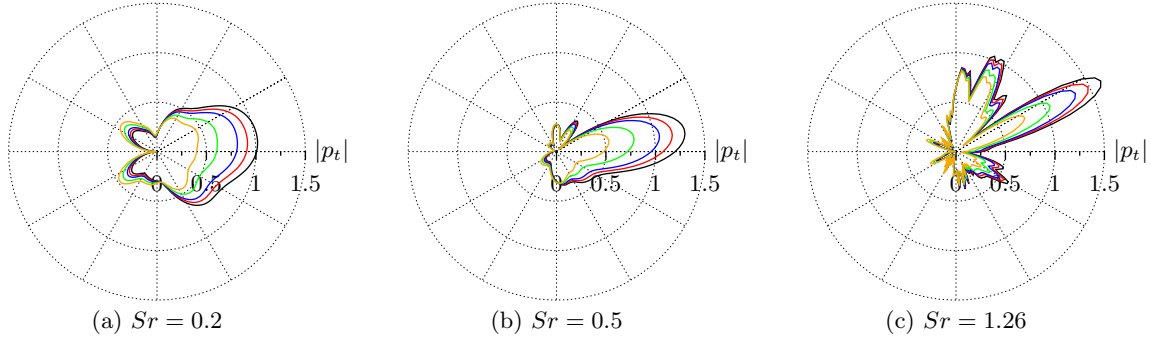 |p_t|
0 0.5 1 1.5
(a) Sr = 0.2
|p_t|
0 0.5 1 1.5
(b) Sr = 0.5
|p_t|
0 0.5 1 1.5
(c) Sr = 1.26